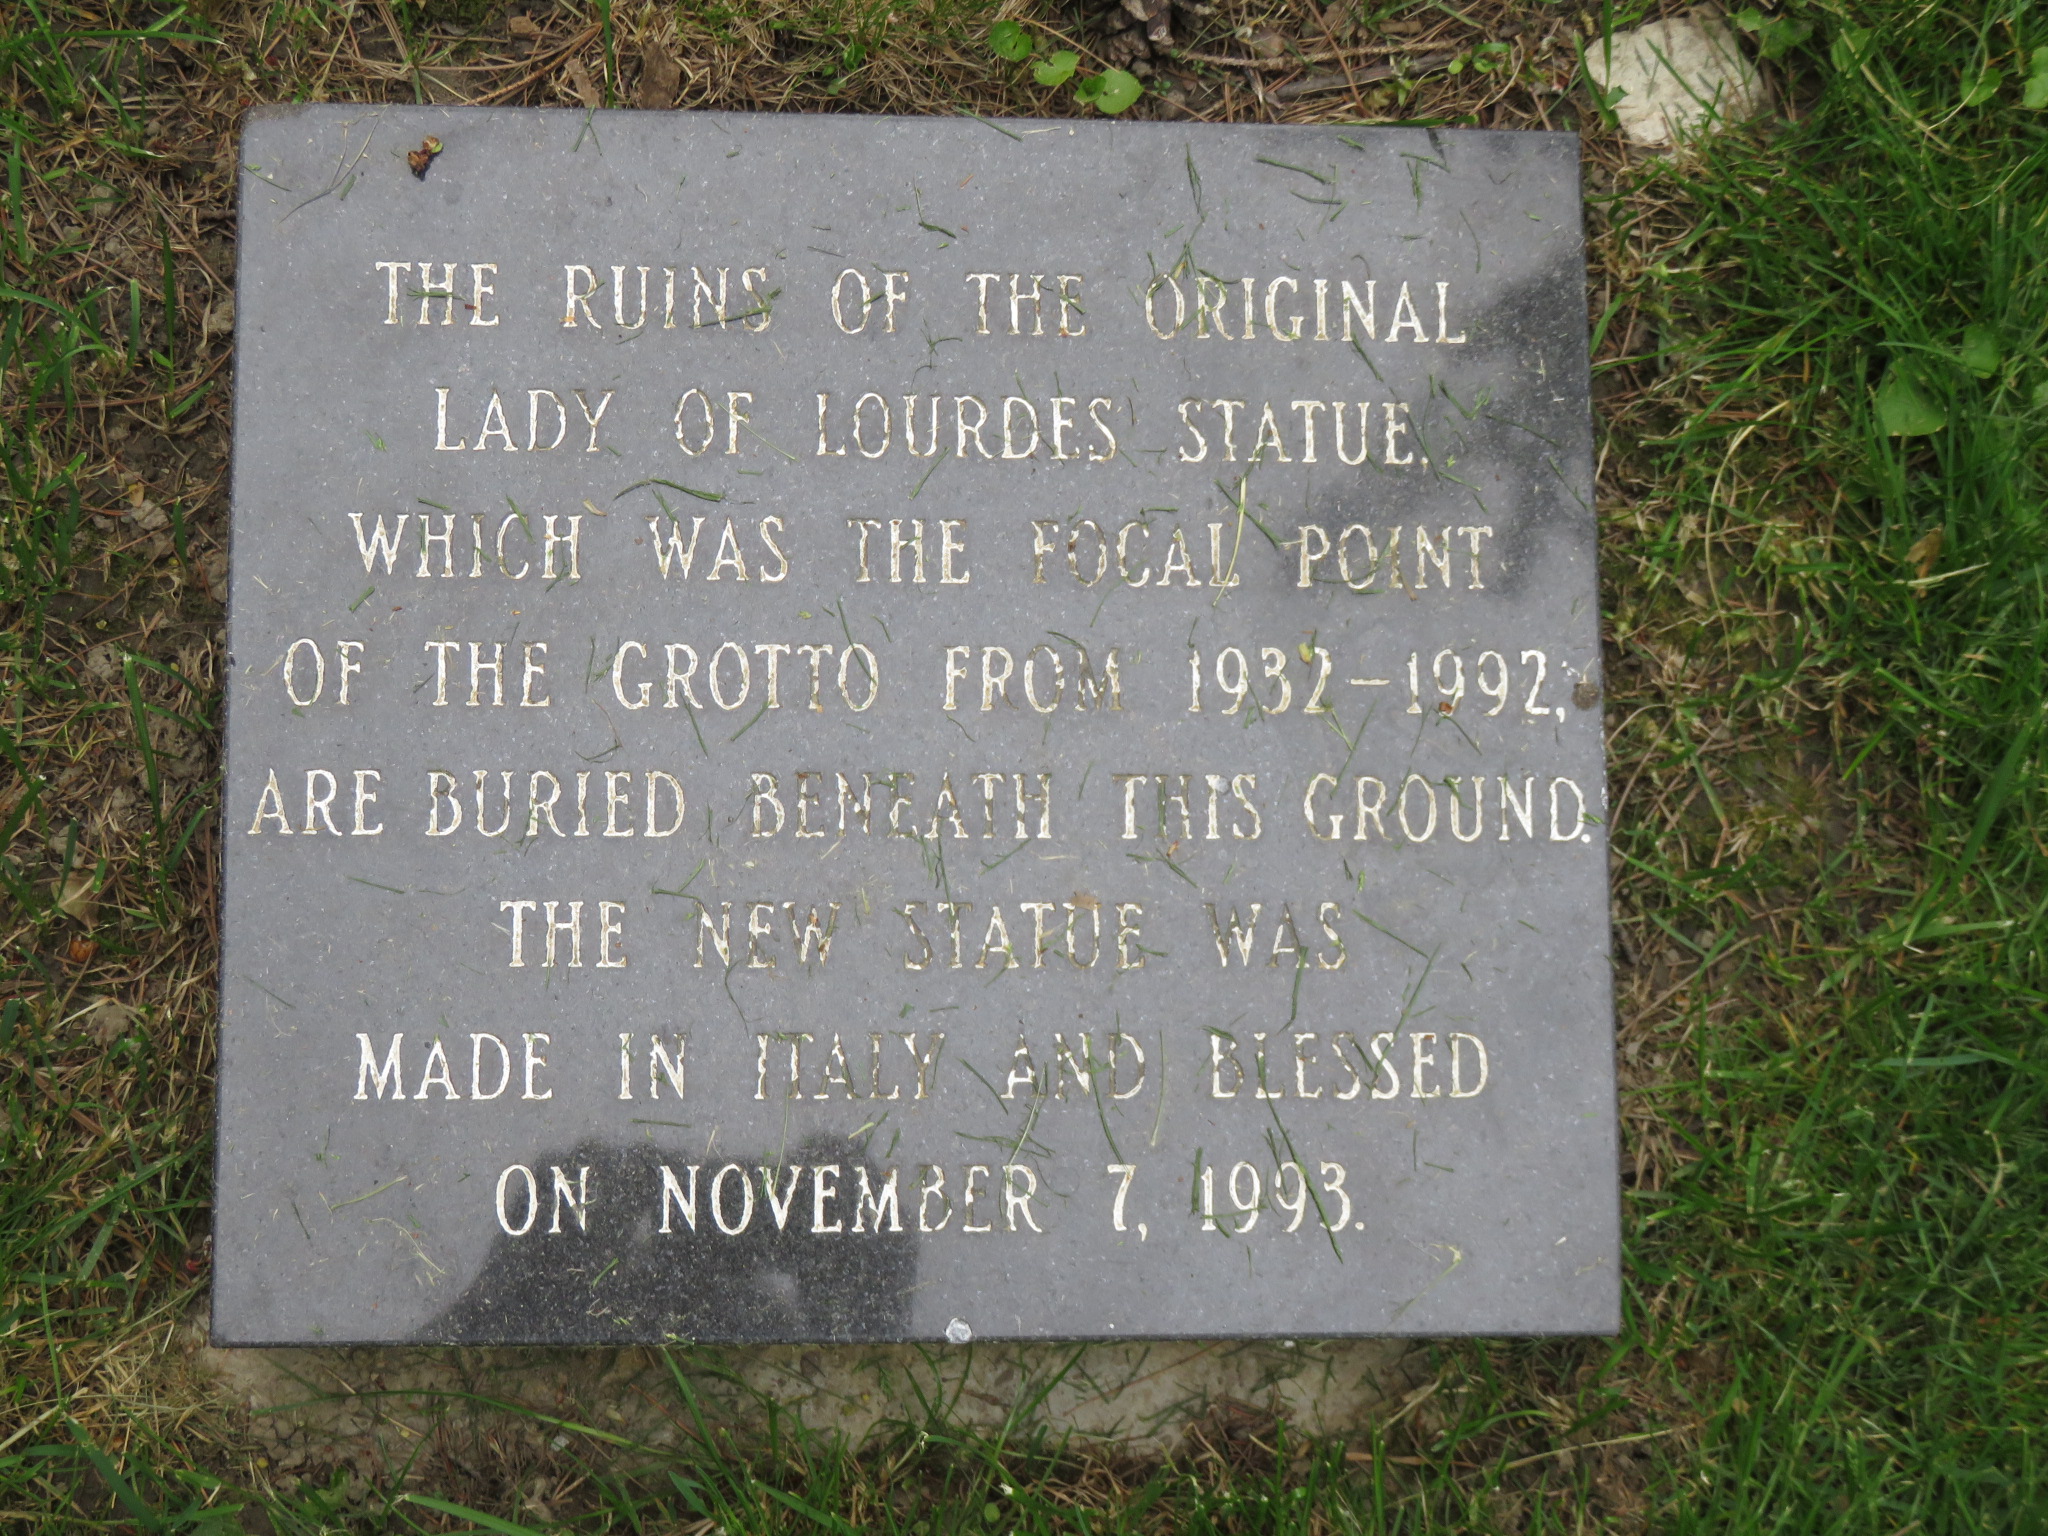 THE RUINS OF THE ORIGINAL
LADY OF LOURDES STATUE,
WHICH WAS THE FOCAL POINT
OF THE GROTTO FROM 1932-1992,
ARE BURIED BENEATH THIS GROUND.
THE NEW STATUE WAS
MADE IN ITALY AND BLESSED
ON NOVEMBER 7, 1993.